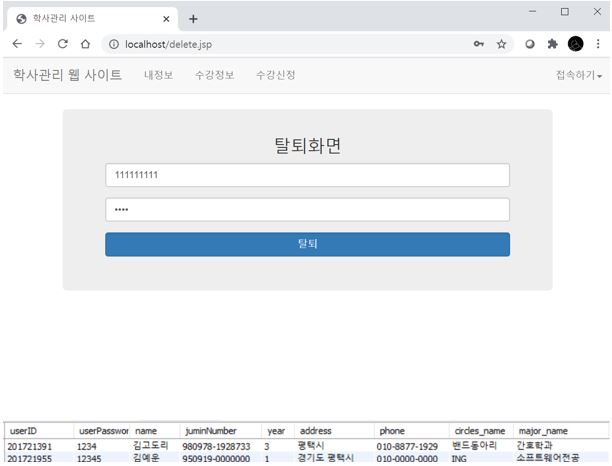 학사관리 웹 사이트
localhost/delete.jsp
학사관리 웹 사이트 내정보 수강정보 수강신청 접속하기
탈퇴화면
111111111
••••
탈퇴
userID userPasswor name juminNumber year address phone circles_name major_name
201721391 1234 김고도리 980978-1928733 3 평택시 010-8877-1929 밴드동아리 간호학과
201721955 12345 김예운 950919-0000000 1 경기도 평택시 010-0000-0000 ING 소프트웨어전공